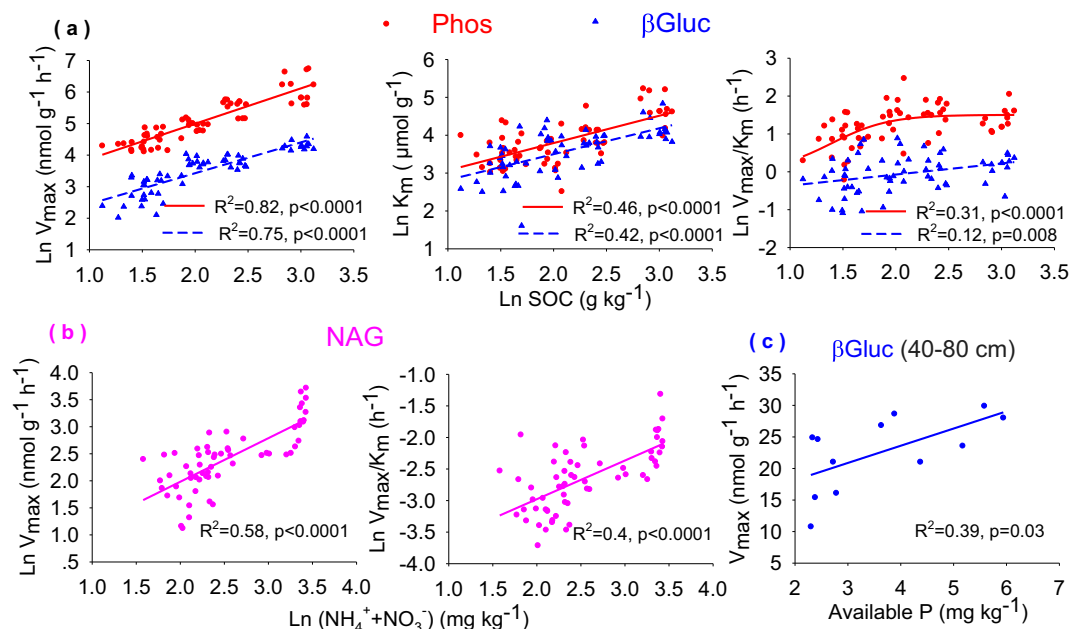 ( a )
Phos
βGluc
Ln Vmax (nmol g-1 h-1)
7
6
5
4
3
2
1
1.0 1.5 2.0 2.5 3.0 3.5
R2=0.82, p<0.0001
R2=0.75, p<0.0001
Ln Km ( μmol g-1)
6
5
4
3
2
1
1.0 1.5 2.0 2.5 3.0 3.5
R2=0.46, p<0.0001
R2=0.42, p<0.0001
Ln SOC (g kg-1)
Ln Vmax/Km (h-1)
3
2
1
0
-1
-2
1.0 1.5 2.0 2.5 3.0 3.5
R2=0.31, p<0.0001
R2=0.12, p=0.008
( b )
NAG
Ln Vmax (nmol g-1 h-1)
4.0
3.5
3.0
2.5
2.0
1.5
1.0
.5
1.0 1.5 2.0 2.5 3.0 3.5 4.0
R2=0.58, p<0.0001
Ln Vmax/Km (h-1)
-1.0
-1.5
-2.0
-2.5
-3.0
-3.5
-4.0
1.0 1.5 2.0 2.5 3.0 3.5 4.0
R2=0.4, p<0.0001
Ln (NH4++NO3-) (mg kg-1)
( c )
βGluc (40-80 cm)
Vmax (nmol g-1 h-1)
35
30
25
20
15
10
5
2 3 4 5 6 7
R2=0.39, p=0.03
Available P (mg kg-1)